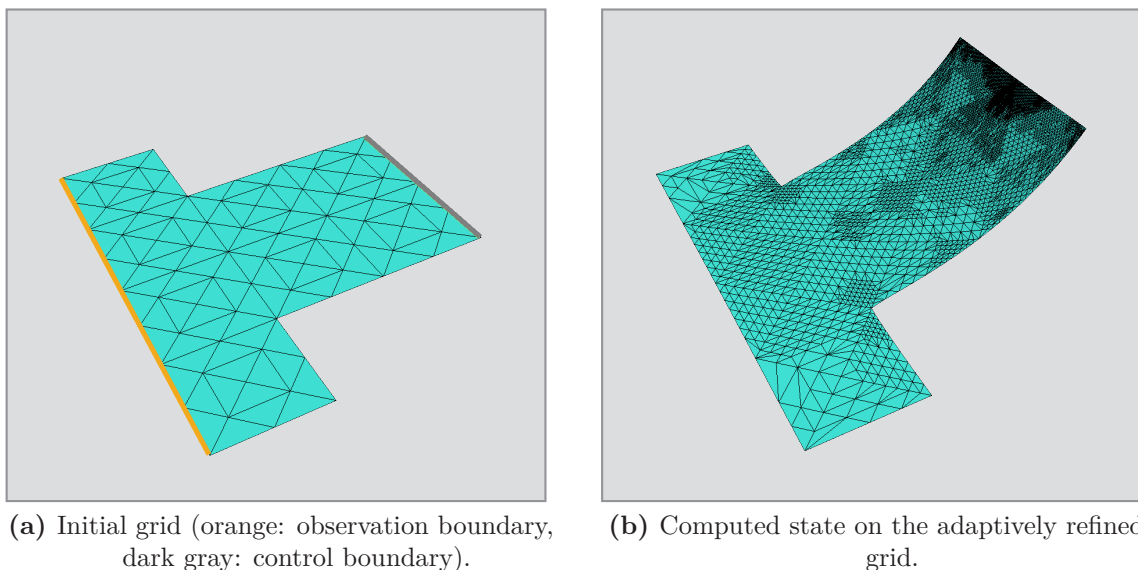 (a) Initial grid (orange: observation boundary,
dark gray: control boundary).
(b) Computed state on the adaptively refined
grid.